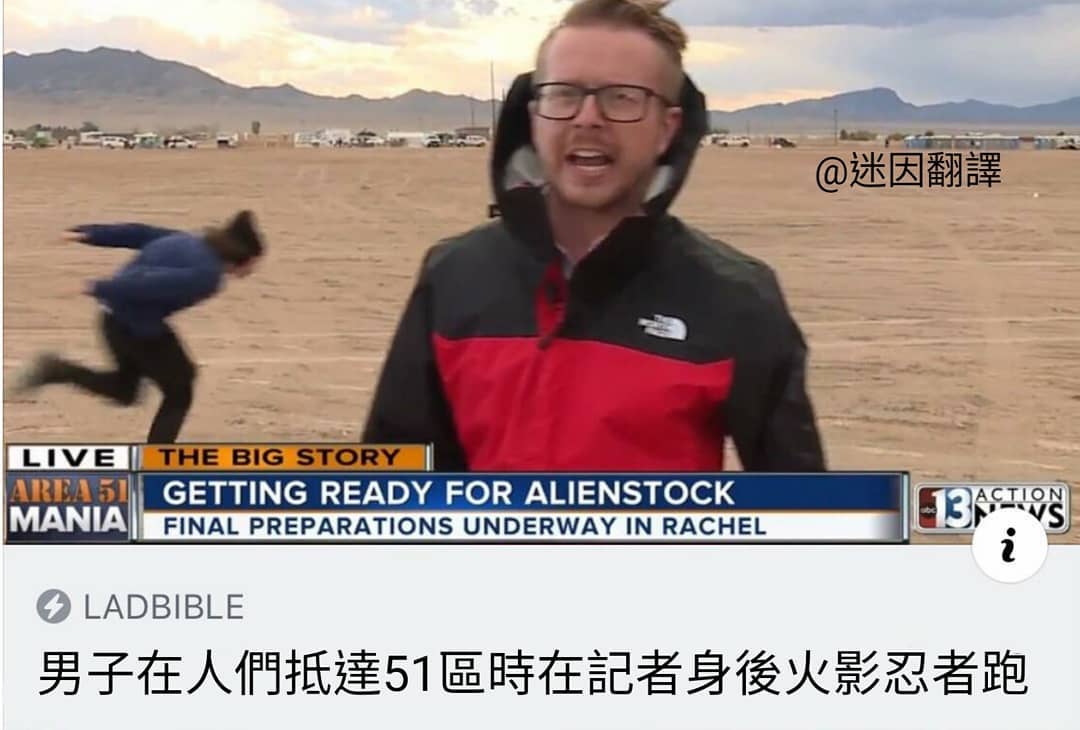 @迷因翻譯
THE NORTH FACE
LIVE
THE BIG STORY
AREA 51
MANIA
GETTING READY FOR ALIENSTOCK
FINAL PREPARATIONS UNDERWAY IN RACHEL
abc 13 ACTION
NEWS
i
LADBIBLE
男子在人們抵達51區時在記者身後火影忍者跑